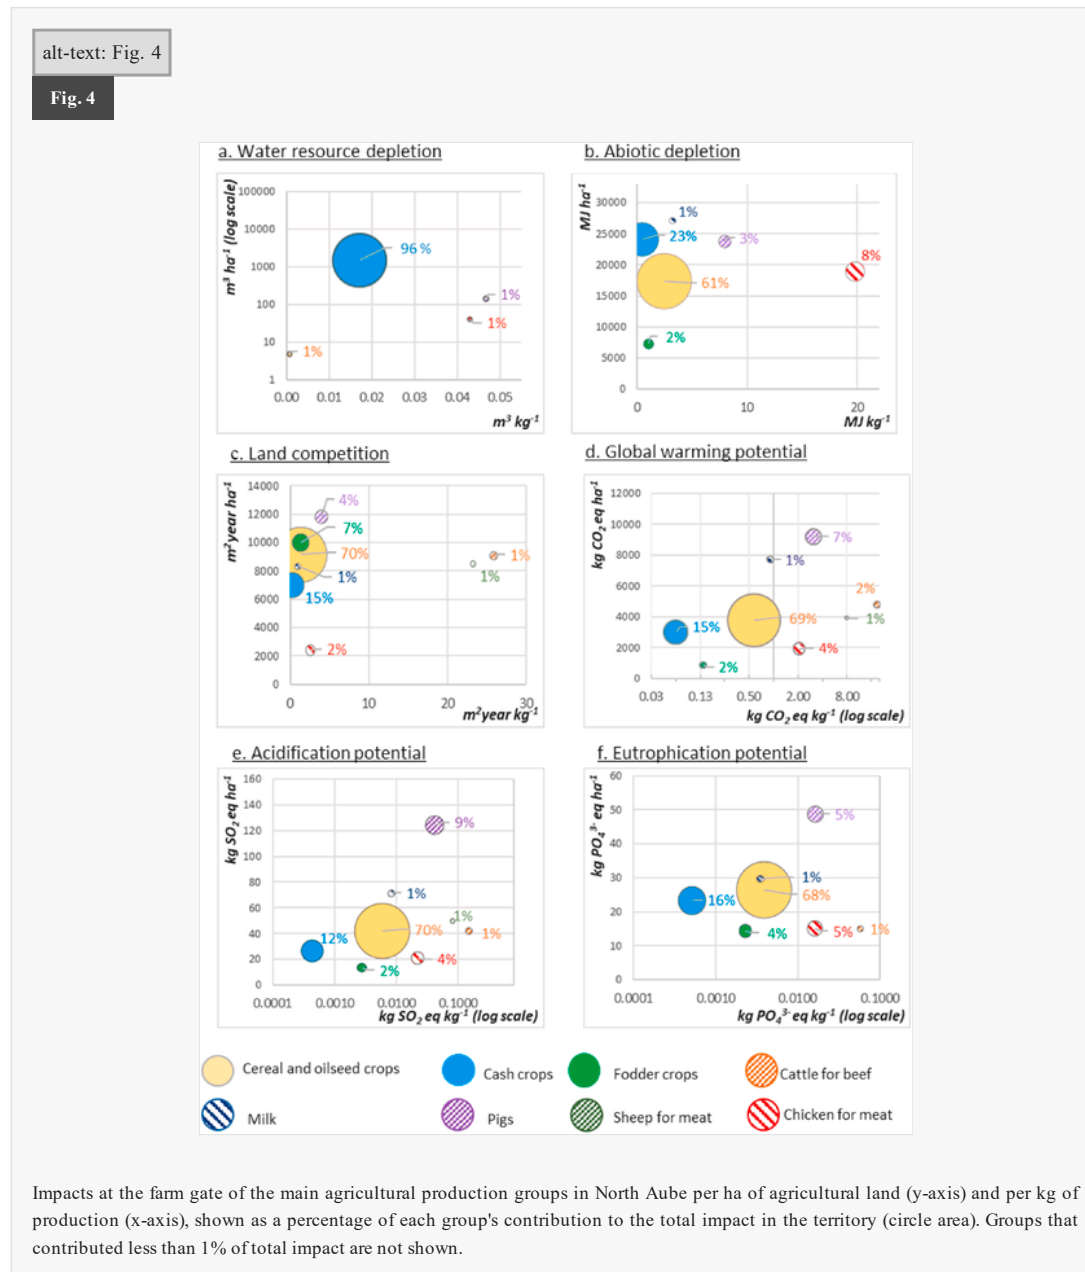 alt-text: Fig. 4
Fig. 4
a. Water resource depletion
m³ ha⁻¹ (log scale)
100000
10000
1000
100
10
1
96 %
1%
1%
1%
0.00 0.01 0.02 0.03 0.04 0.05
m³ kg⁻¹
b. Abiotic depletion
MJ ha⁻¹
30000
25000
20000
15000
10000
5000
0
1%
23%
3%
8%
61%
2%
0 10 20
MJ kg⁻¹
c. Land competition
m²year ha⁻¹
14000
12000
10000
8000
6000
4000
2000
0
4%
7%
70%
1%
1%
1%
15%
2%
0 10 20 30
m²year kg⁻¹
d. Global warming potential
kg CO₂ eq ha⁻¹
12000
10000
8000
6000
4000
2000
0
7%
1%
2%
69%
1%
15%
4%
2%
0.03 0.13 0.50 2.00 8.00
kg CO₂ eq kg⁻¹ (log scale)
e. Acidification potential
kg SO₂ eq ha⁻¹
160
140
120
100
80
60
40
20
0
9%
1%
1%
70%
1%
12%
4%
2%
0.0001 0.0010 0.0100 0.1000
kg SO₂ eq kg⁻¹ (log scale)
f. Eutrophication potential
kg PO₄³⁻ eq ha⁻¹
60
50
40
30
20
10
0
5%
1%
68%
16%
4%
5%
1%
0.0001 0.0010 0.0100 0.1000
kg PO₄³⁻ eq kg⁻¹ (log scale)
Cereal and oilseed crops Cash crops Fodder crops Cattle for beef
Milk Pigs Sheep for meat Chicken for meat
Impacts at the farm gate of the main agricultural production groups in North Aube per ha of agricultural land (y-axis) and per kg of
production (x-axis), shown as a percentage of each group's contribution to the total impact in the territory (circle area). Groups that
contributed less than 1% of total impact are not shown.